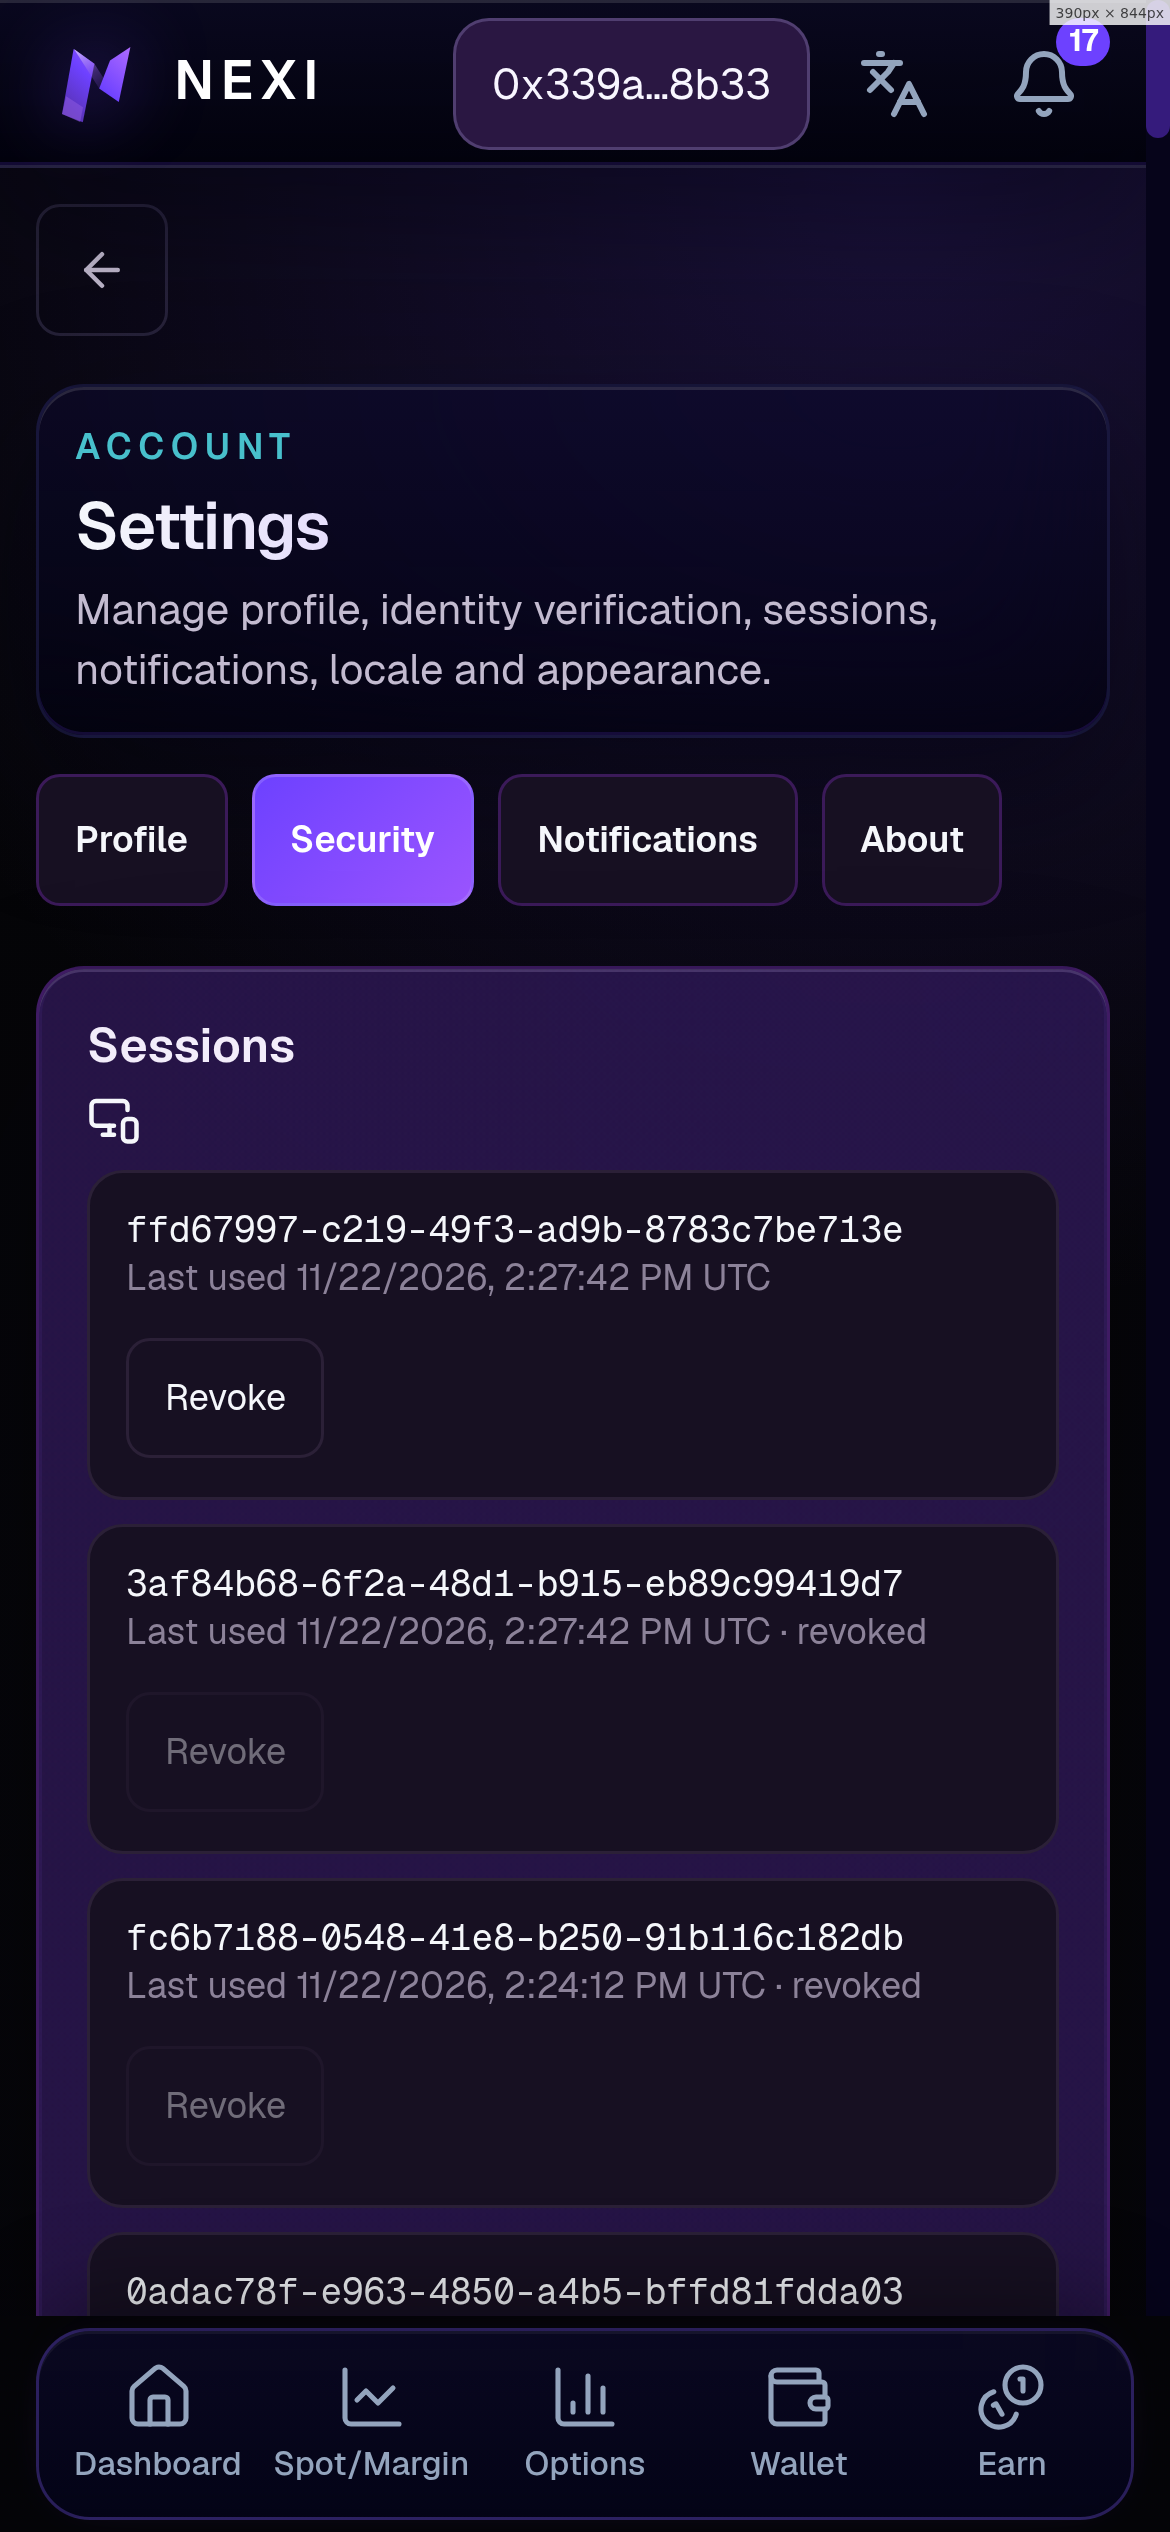 390px × 844px
NEXI
0x339a...8b33
17
ACCOUNT
Settings
Manage profile, identity verification, sessions,
notifications, locale and appearance.
Profile
Security
Notifications
About
Sessions
ffd67997-c219-49f3-ad9b-8783c7be713e
Last used 11/22/2026, 2:27:42 PM UTC
Revoke
3af84b68-6f2a-48d1-b915-eb89c99419d7
Last used 11/22/2026, 2:27:42 PM UTC · revoked
Revoke
fc6b7188-0548-41e8-b250-91b116c182db
Last used 11/22/2026, 2:24:12 PM UTC · revoked
Revoke
0adac78f-e963-4850-a4b5-bffd81fdda03
Dashboard
Spot/Margin
Options
Wallet
Earn